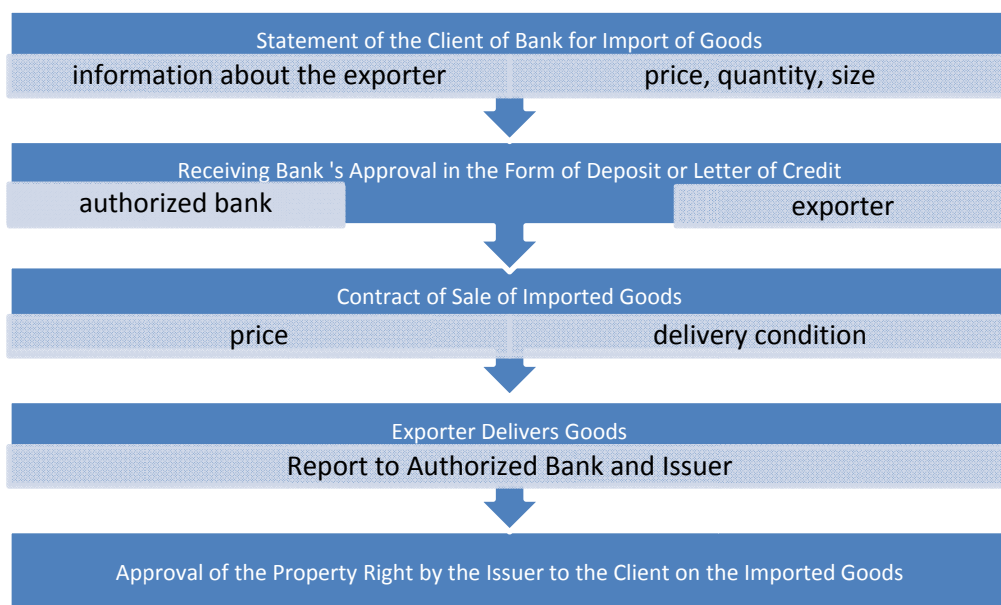 Statement of the Client of Bank for Import of Goods
information about the exporter
price, quantity, size
Receiving Bank 's Approval in the Form of Deposit or Letter of Credit
authorized bank
exporter
Contract of Sale of Imported Goods
price
delivery condition
Exporter Delivers Goods
Report to Authorized Bank and Issuer
Approval of the Property Right by the Issuer to the Client on the Imported Goods